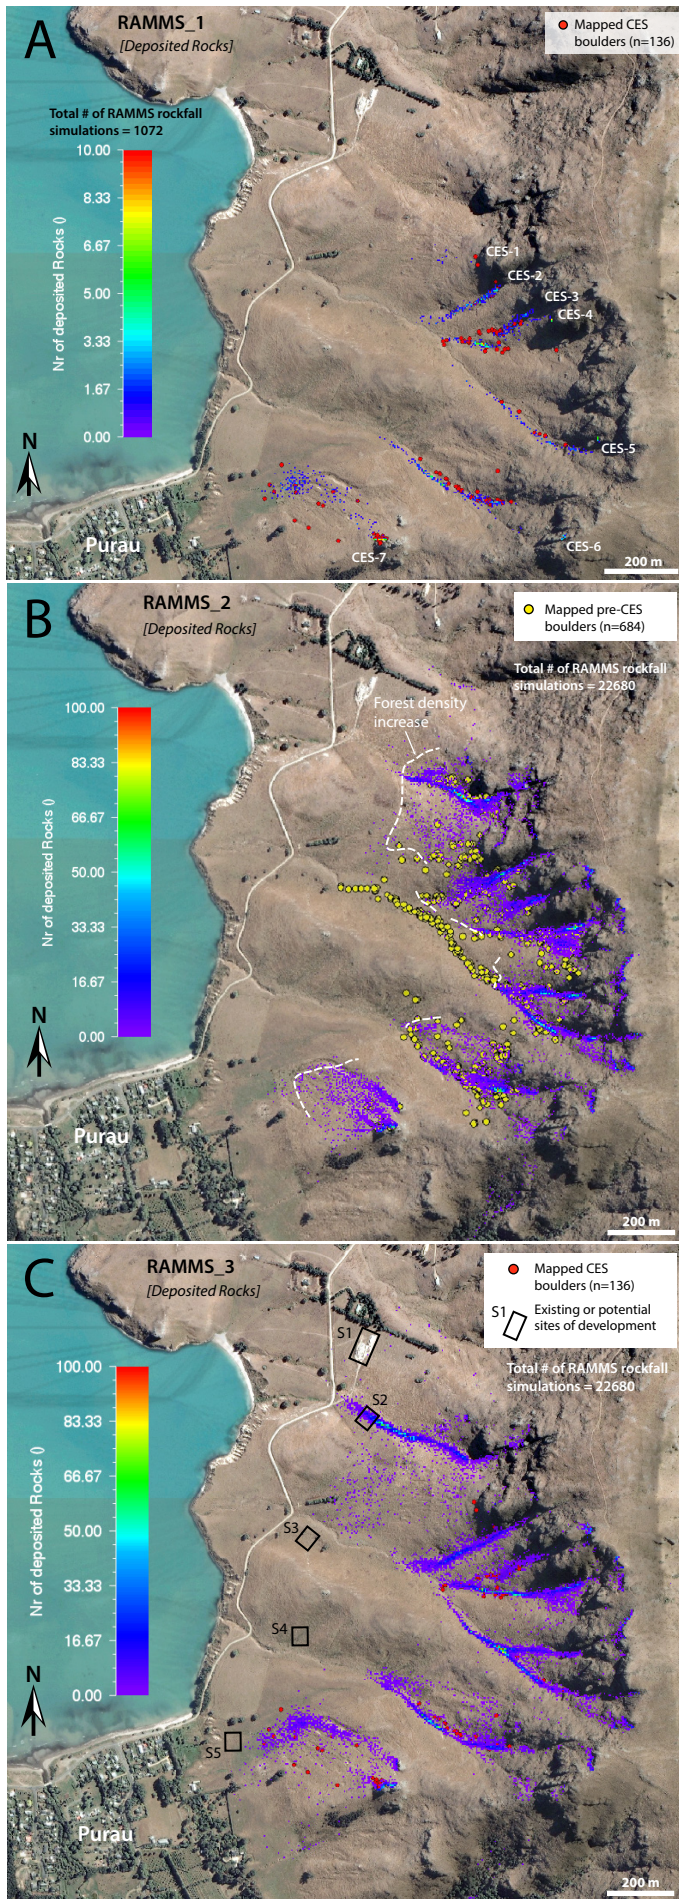 A
RAMMS_1
[Deposited Rocks]
Mapped CES
boulders (n=136)
Total # of RAMMS rockfall
simulations = 1072
10.00
8.33
6.67
5.00
3.33
1.67
0.00
Nr of deposited Rocks ()
CES-1
CES-2
CES-3
CES-4
CES-5
CES-6
CES-7
N
Purau
200 m
B
RAMMS_2
[Deposited Rocks]
Mapped pre-CES
boulders (n=684)
Total # of RAMMS rockfall
simulations = 22680
Forest density
increase
100.00
83.33
66.67
50.00
33.33
16.67
0.00
Nr of deposited Rocks ()
N
Purau
200 m
C
RAMMS_3
[Deposited Rocks]
Mapped CES
boulders (n=136)
S1
Existing or potential
sites of development
Total # of RAMMS rockfall
simulations = 22680
100.00
83.33
66.67
50.00
33.33
16.67
0.00
Nr of deposited Rocks ()
S1
S2
S3
S4
S5
N
Purau
200 m